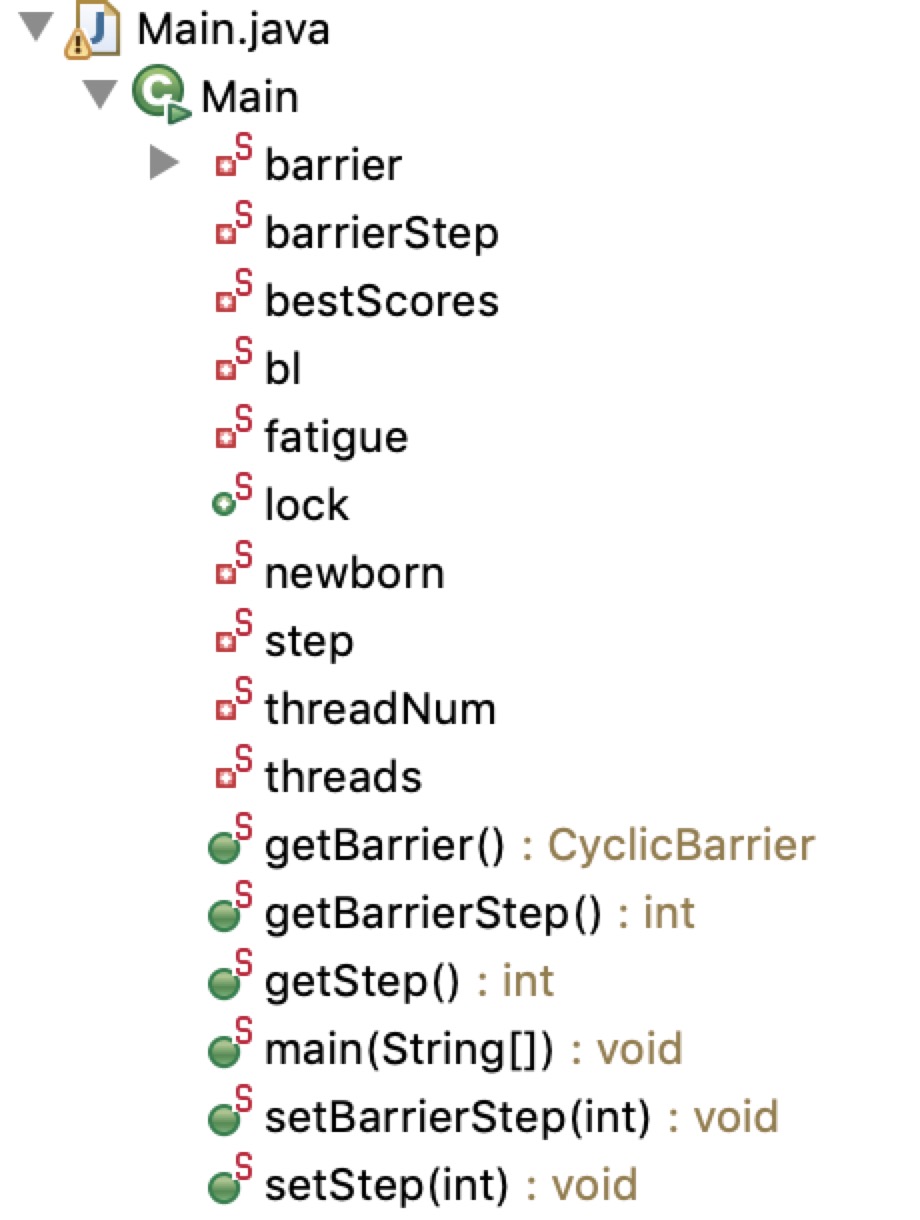 Main.java
Main
barrier
barrierStep
bestScores
bl
fatigue
lock
newborn
step
threadNum
threads
getBarrier() : CyclicBarrier
getBarrierStep() : int
getStep() : int
main(String[]) : void
setBarrierStep(int) : void
setStep(int) : void